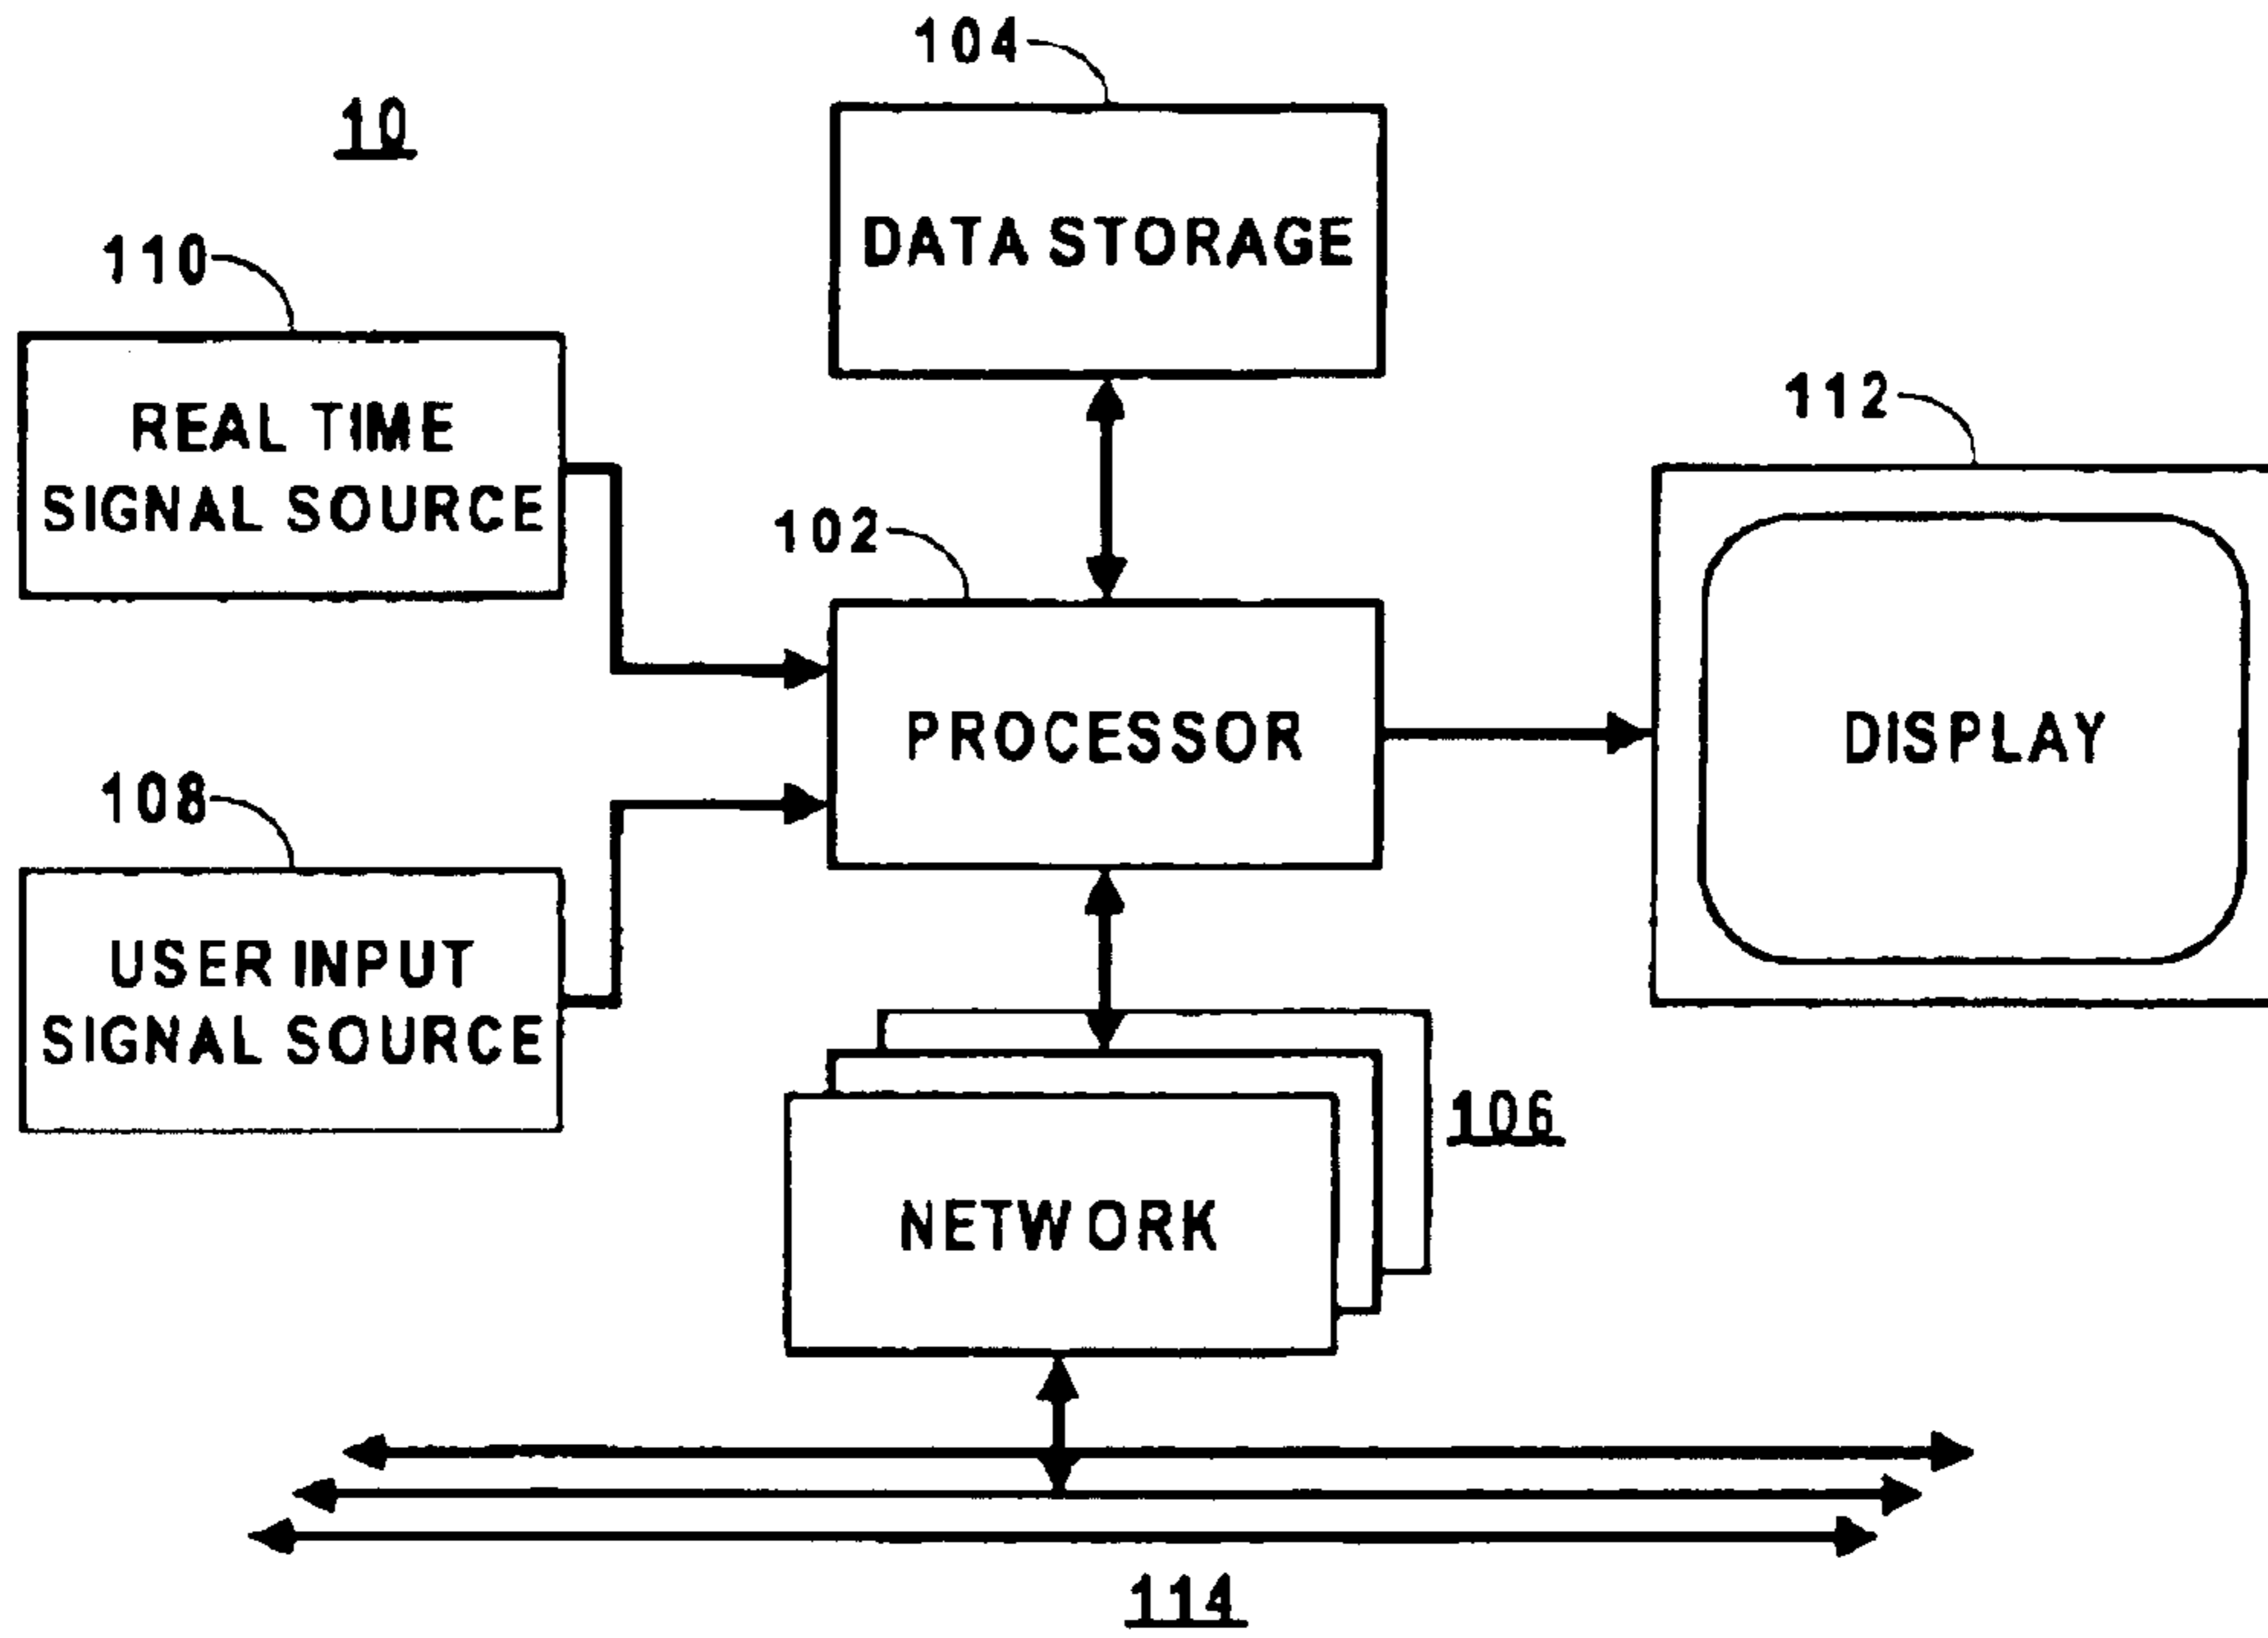 104
10
110
DATA STORAGE
REAL TIME
SIGNAL SOURCE
112
102
PROCESSOR
DISPLAY
108
USER INPUT
SIGNAL SOURCE
106
NETWORK
114